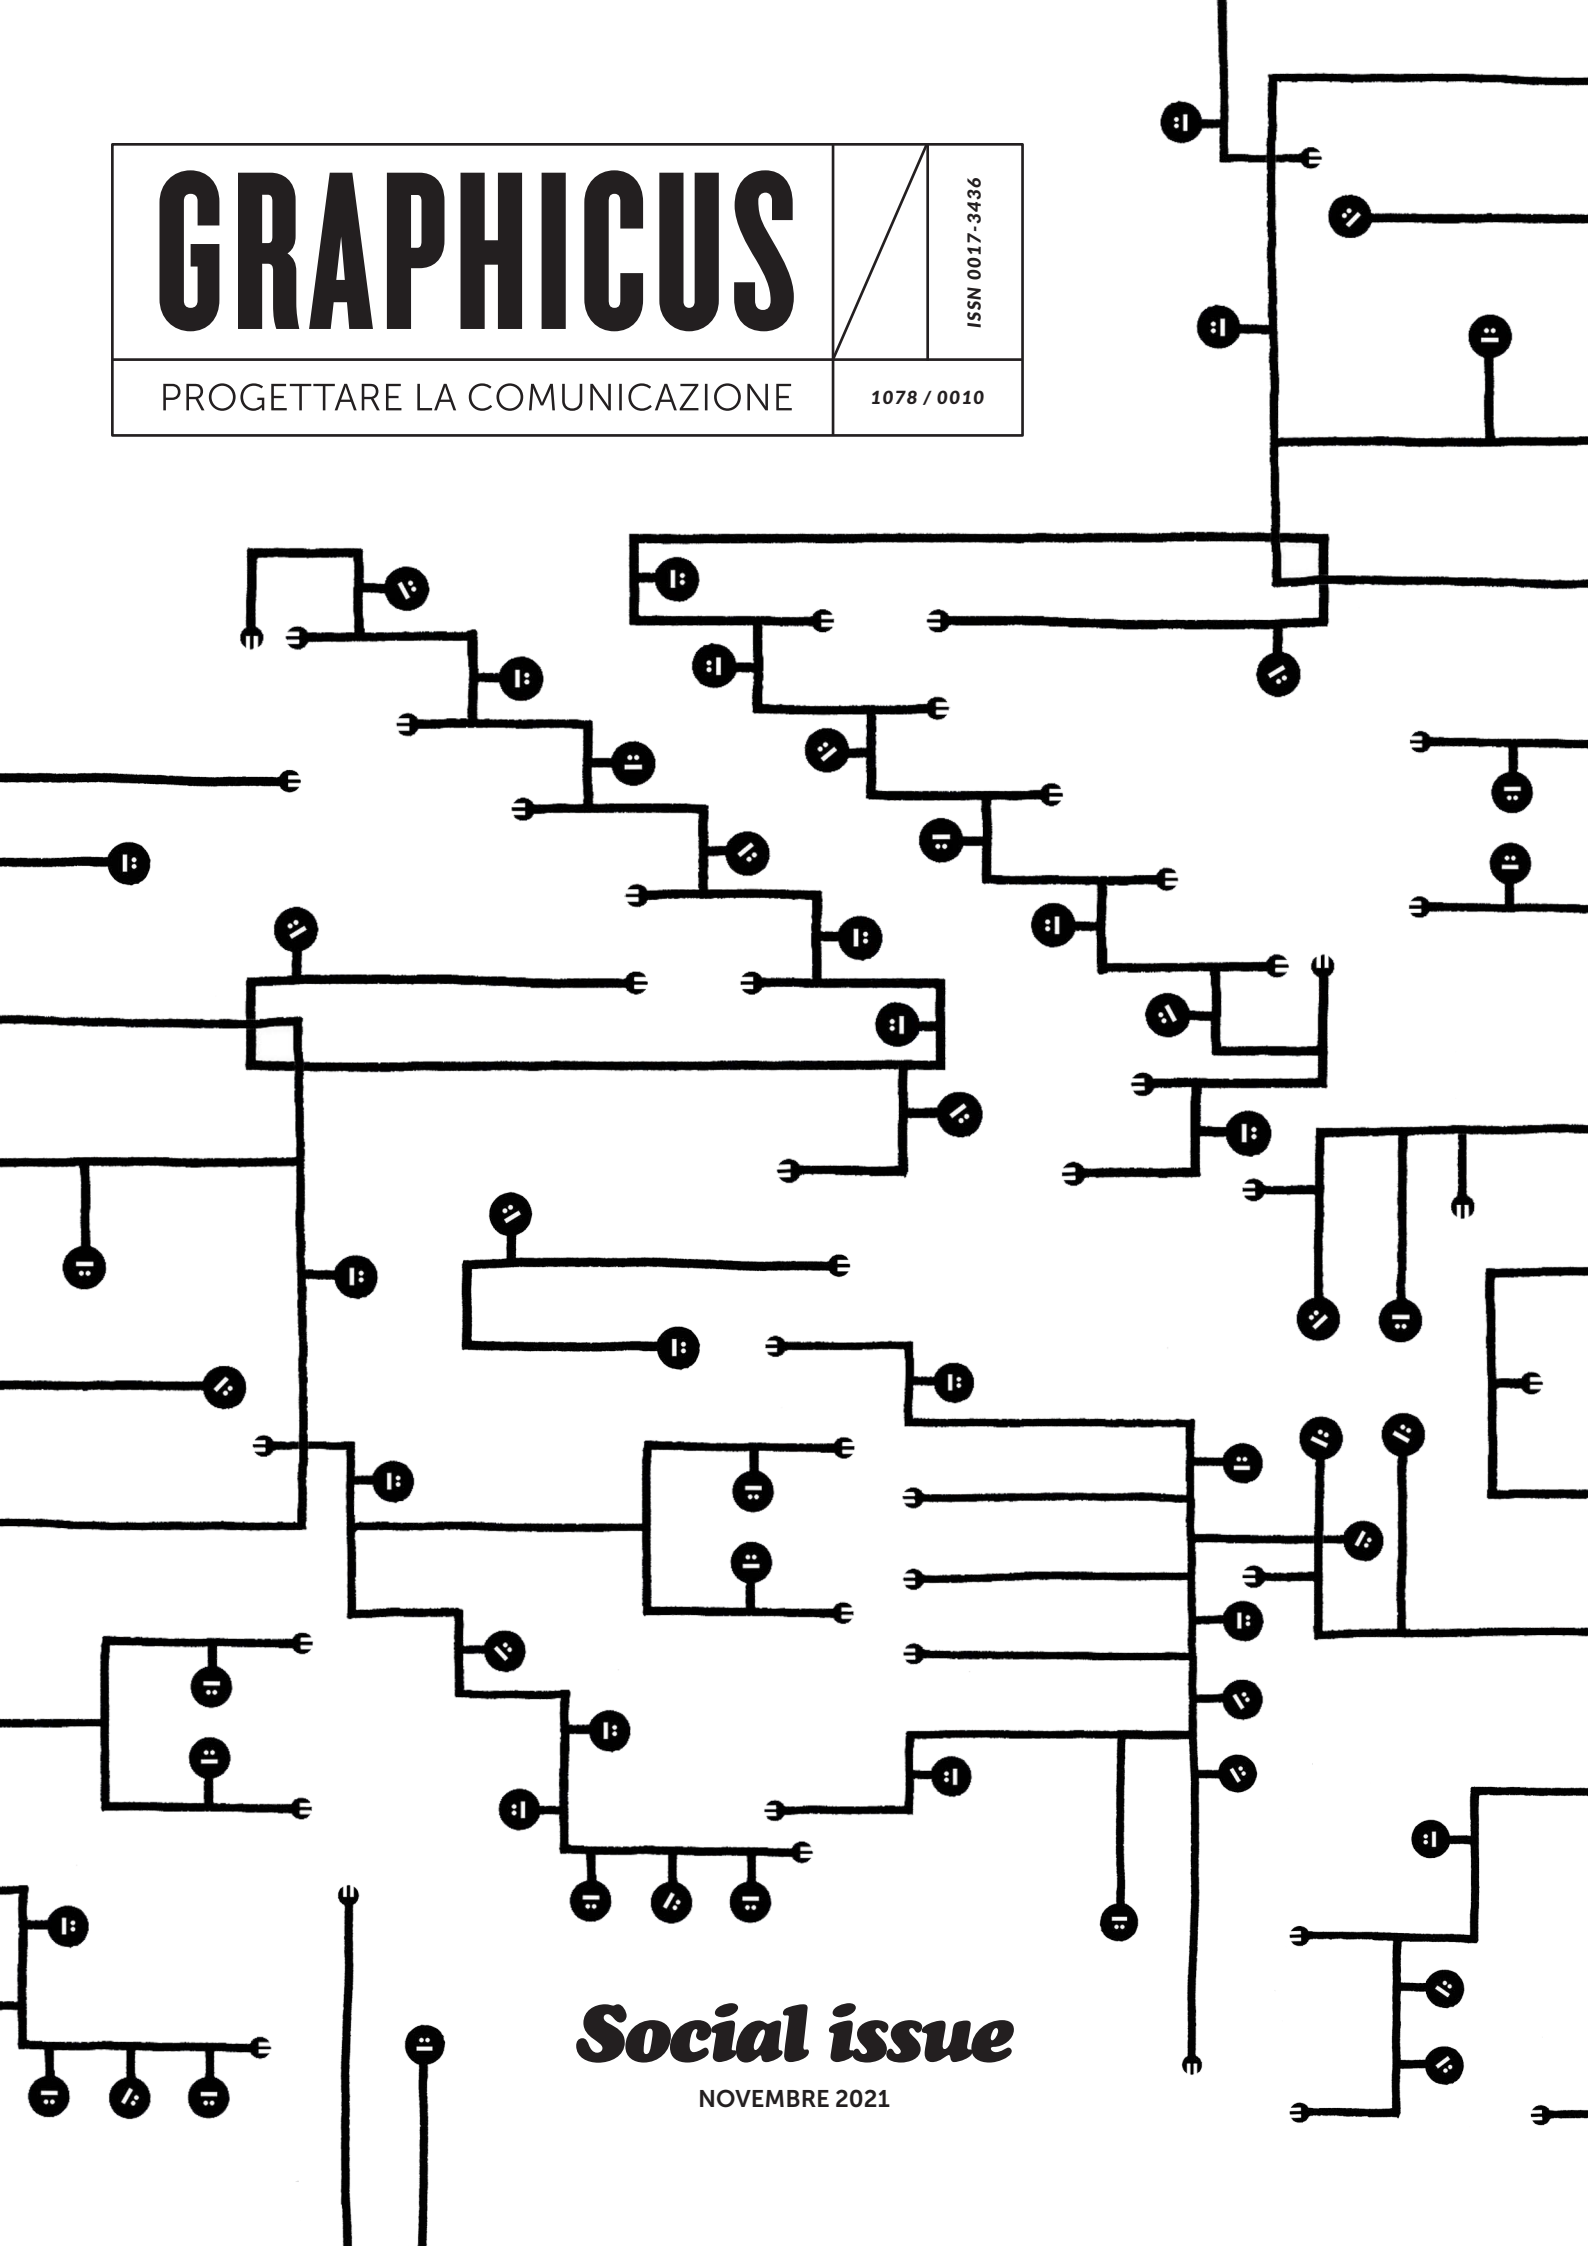 GRAPHICUS
ISSN 0017-3436
PROGETTARE LA COMUNICAZIONE
1078 / 0010
Social issue
NOVEMBRE 2021